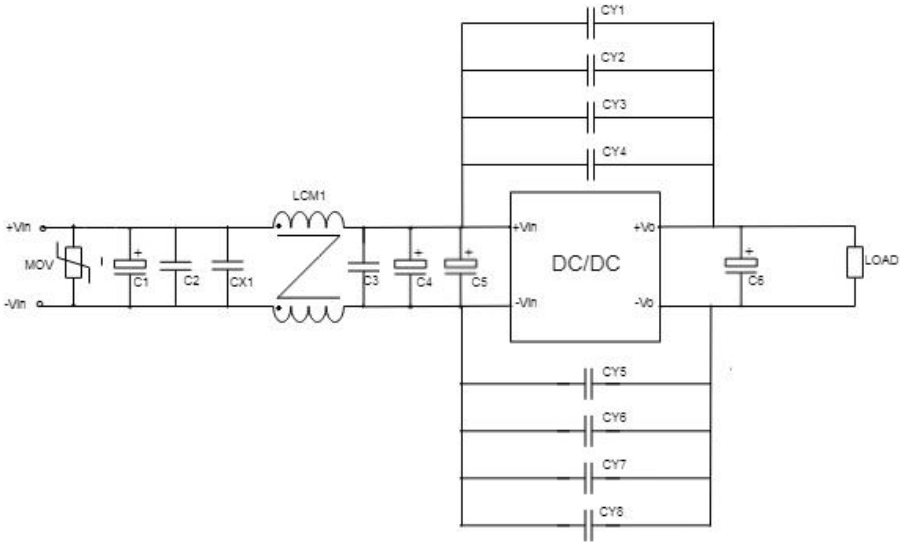 CY1
CY2
CY3
CY4
LCM1
+Vin
+Vin
+Vo
MOV
+
C1
C2
CX1
C3
+
C4
+
C5
DC/DC
+
C6
LOAD
-Vin
-Vin
-Vo
CY5
CY6
CY7
CY8